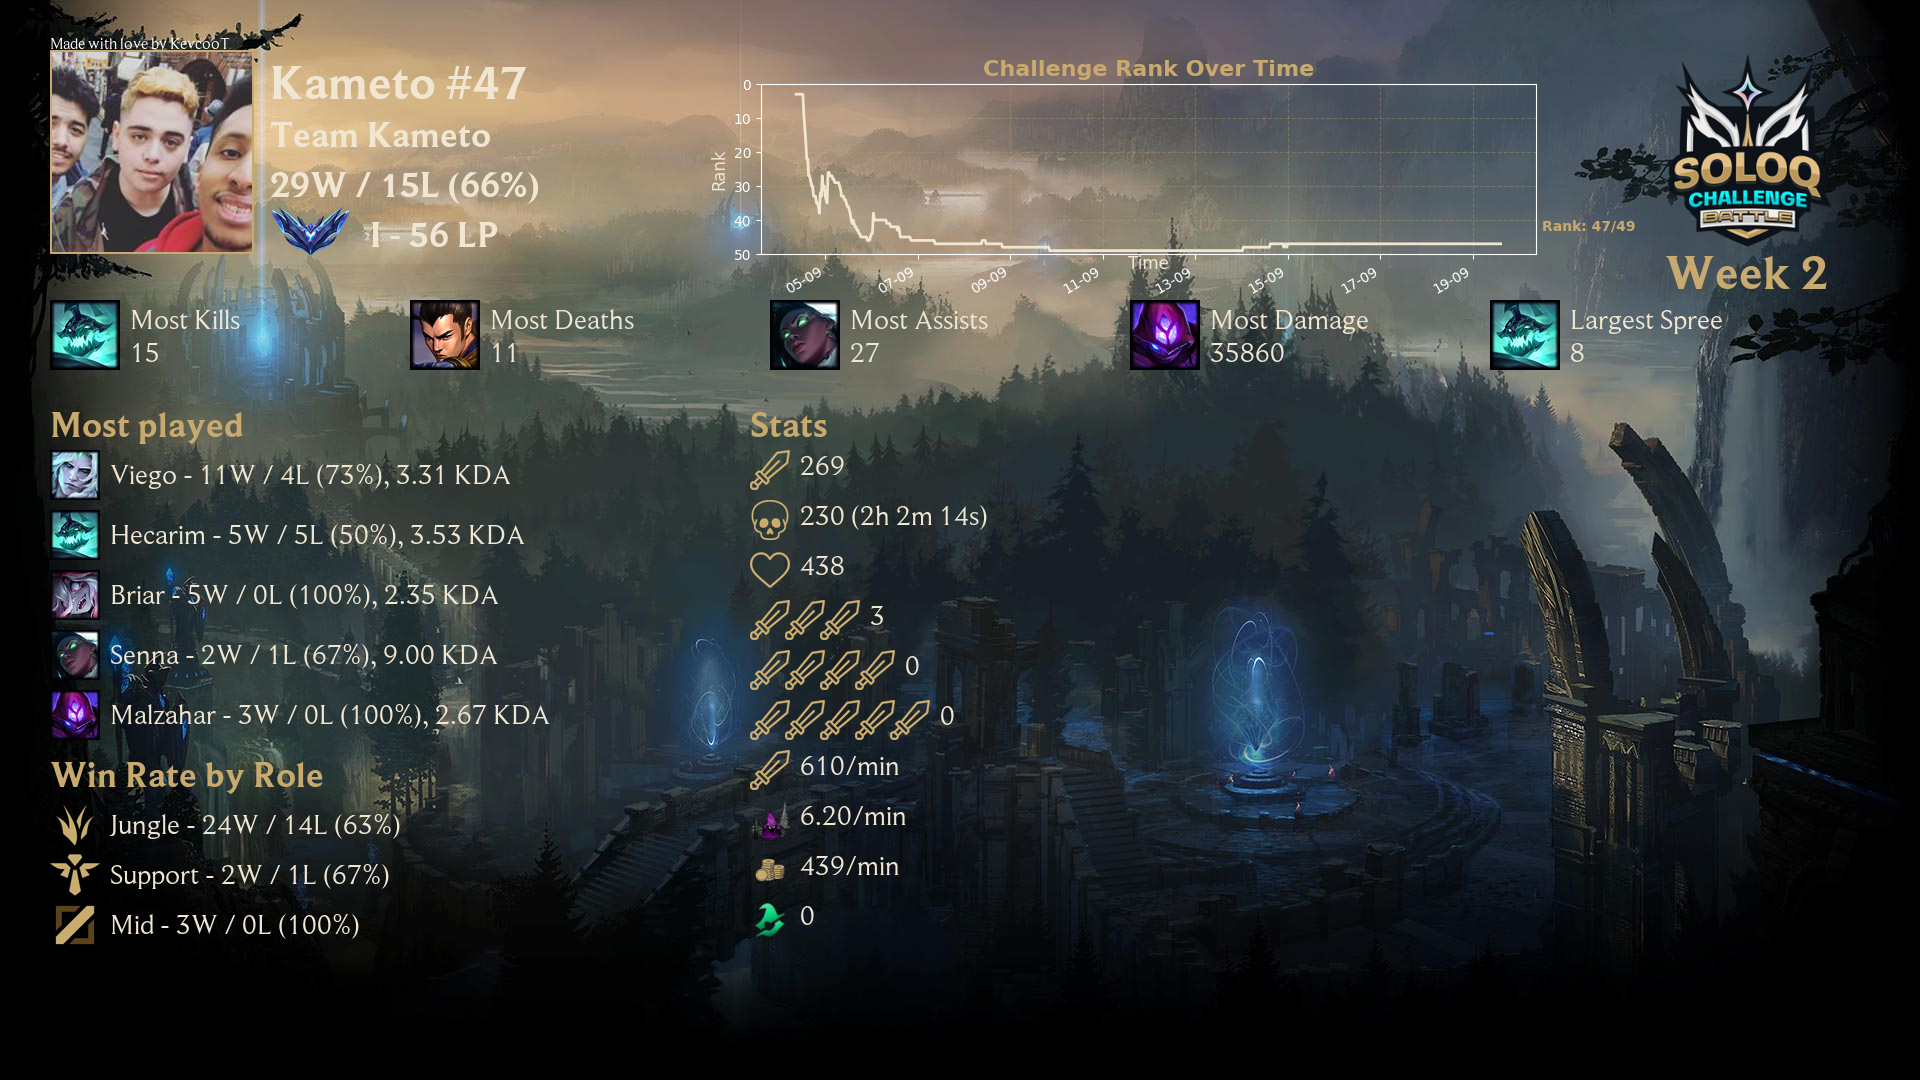 Made with love by KevcooT
Kameto #47
Team Kameto
29W / 15L (66%)
I - 56 LP
Challenge Rank Over Time
Rank
0
10
20
30
40
50
05-09
07-09
09-09
11-09
13-09
15-09
17-09
19-09
Time
Rank: 47/49
SOLOQ
CHALLENGE
BATTLE
Week 2
Most Kills
15
Most Deaths
11
Most Assists
27
Most Damage
35860
Largest Spree
8
Most played
Viego - 11W / 4L (73%), 3.31 KDA
Hecarim - 5W / 5L (50%), 3.53 KDA
Briar - 5W / 0L (100%), 2.35 KDA
Senna - 2W / 1L (67%), 9.00 KDA
Malzahar - 3W / 0L (100%), 2.67 KDA
Win Rate by Role
Jungle - 24W / 14L (63%)
Support - 2W / 1L (67%)
Mid - 3W / 0L (100%)
Stats
269
230 (2h 2m 14s)
438
3
0
0
610/min
6.20/min
439/min
0